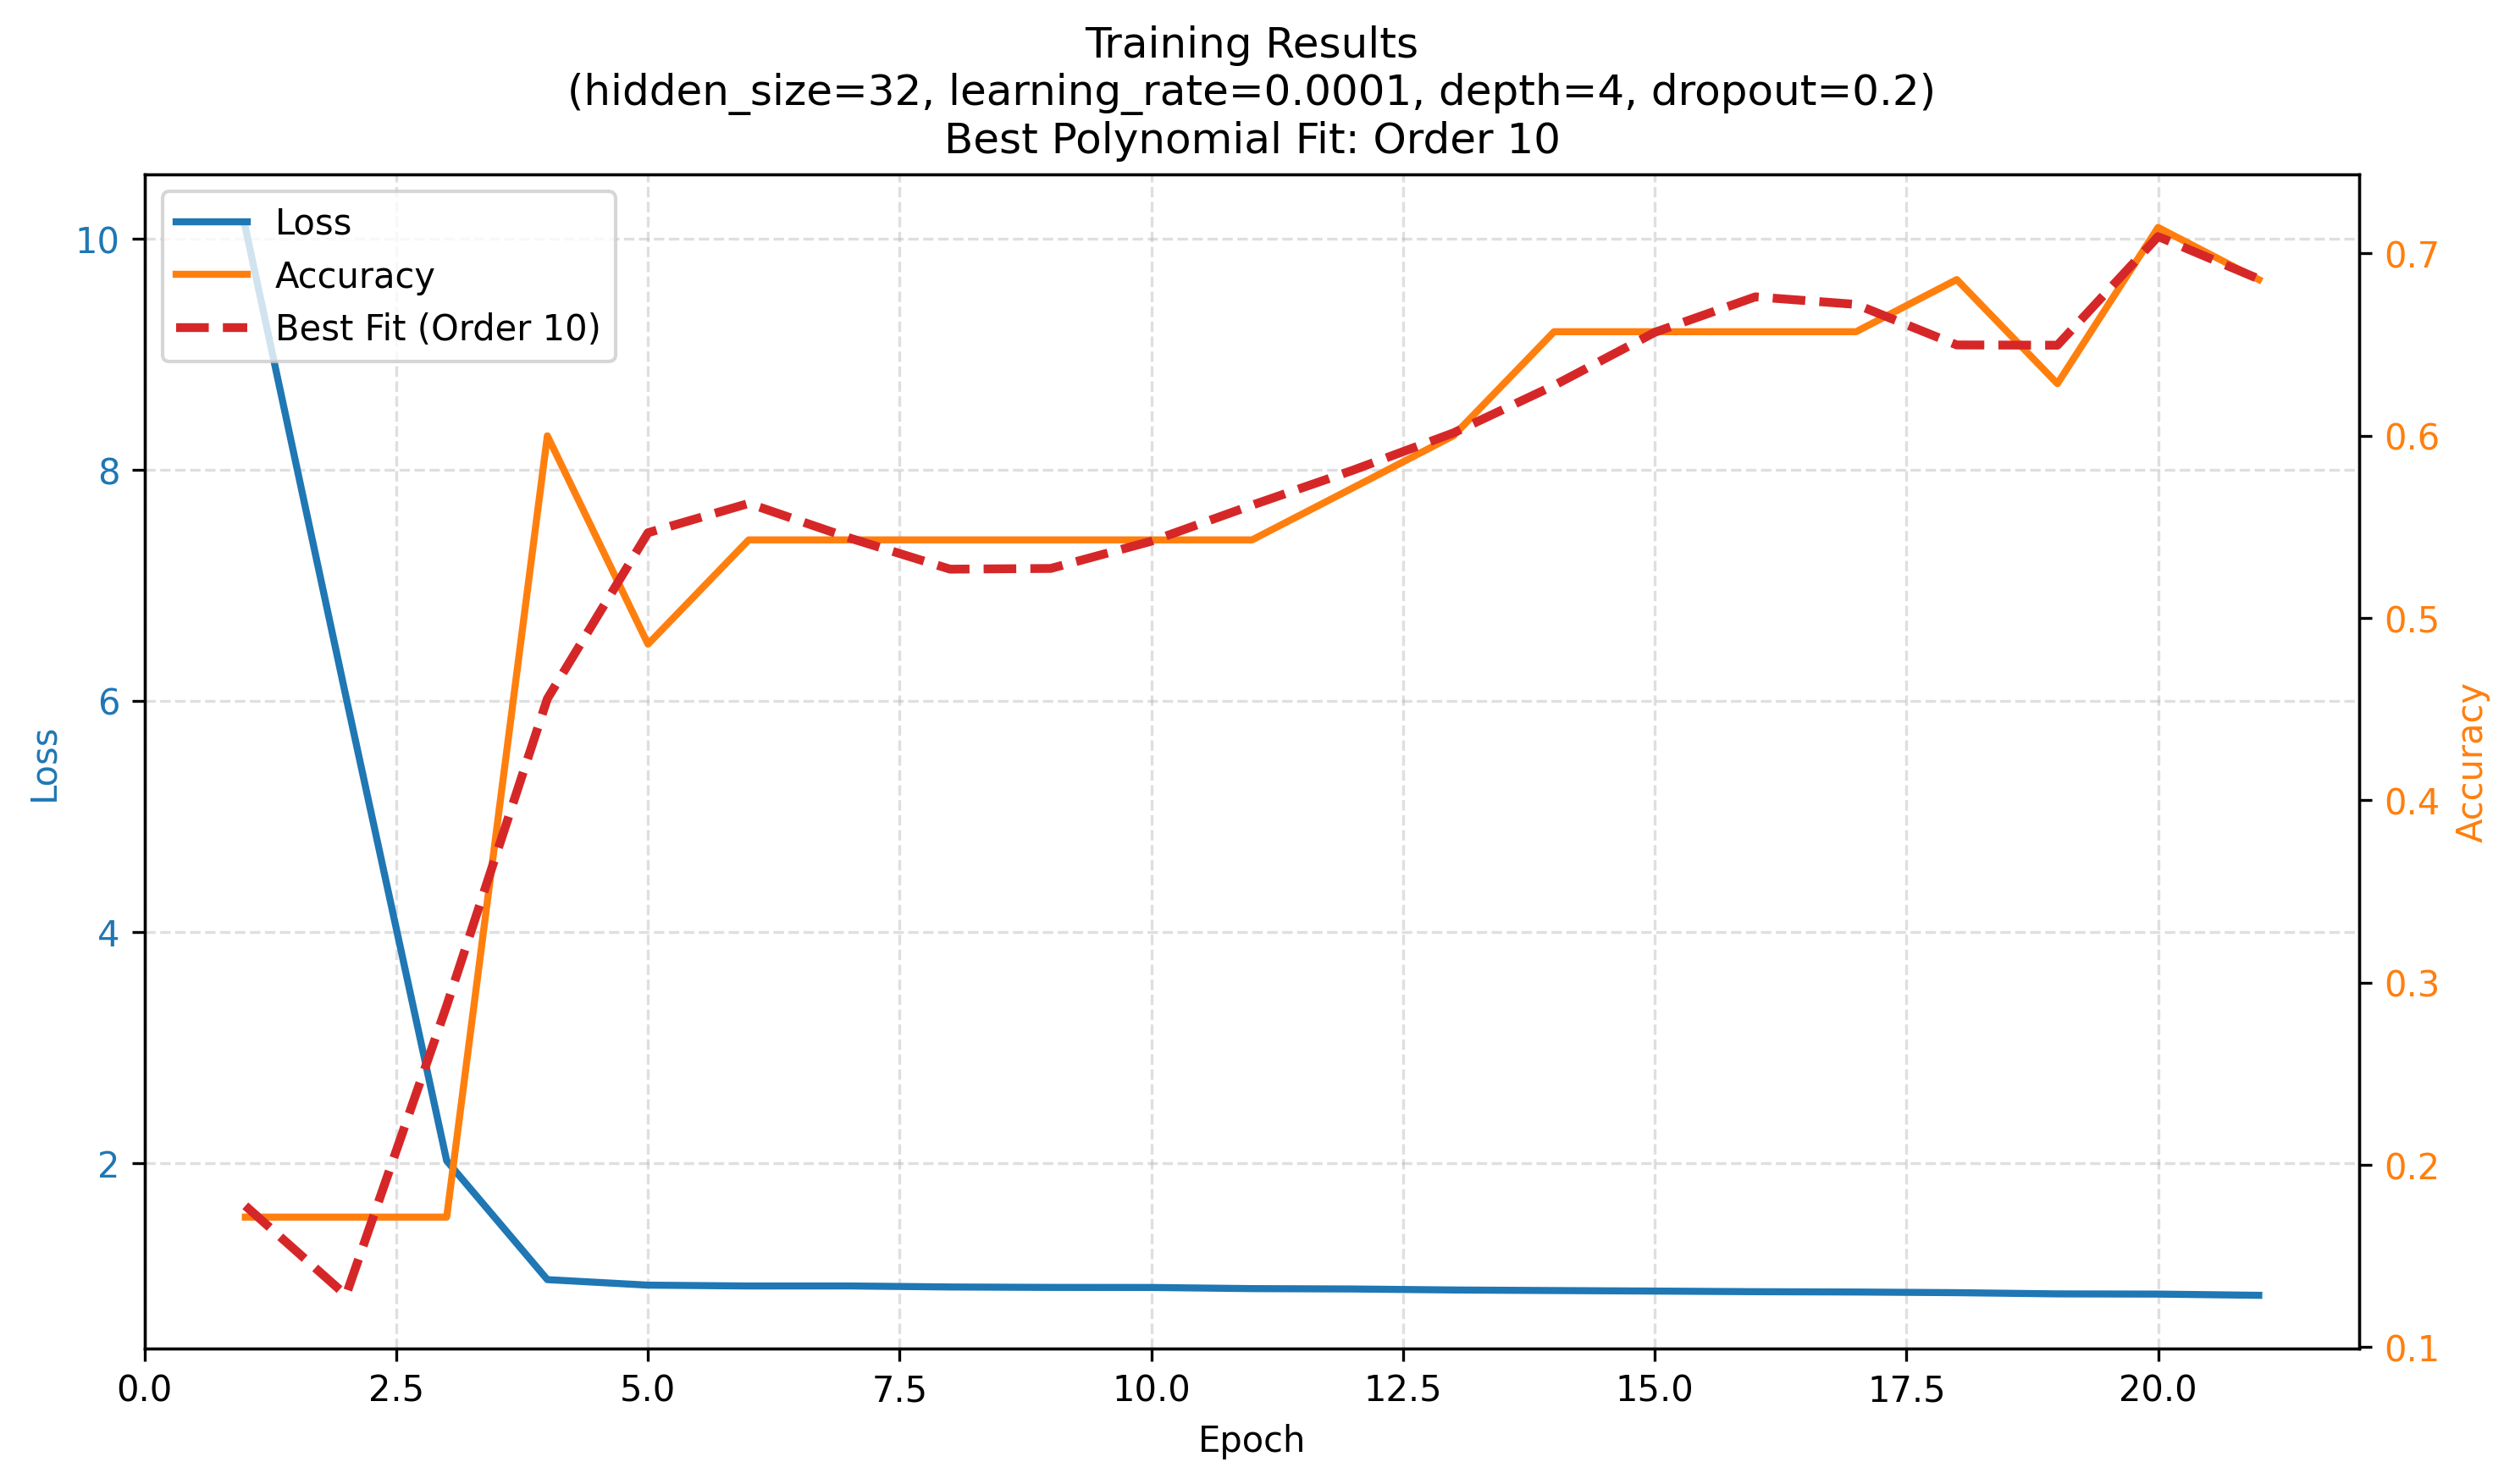 Training Results
(hidden_size=32, learning_rate=0.0001, depth=4, dropout=0.2)
Best Polynomial Fit: Order 10
Loss
Accuracy
Best Fit (Order 10)
10
8
6
4
2
Loss
0.7
0.6
0.5
0.4
0.3
0.2
0.1
Accuracy
0.0 2.5 5.0 7.5 10.0 12.5 15.0 17.5 20.0
Epoch